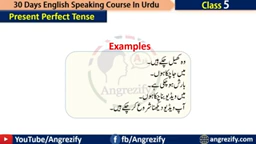 30 Days English Speaking Course In Urdu
Class 5
Present Perfect Tense
Examples
وہ کھیل چکے ہیں۔
میں جا چکا ہوں۔
بارش ہو چکی ہے۔
میں ویڈیو بنا چکا ہوں۔
آپ ویڈیو دیکھنا شروع کر چکے ہیں۔
Angrezify
YouTube/Angrezify
fb/Angrezify
angrezify.com